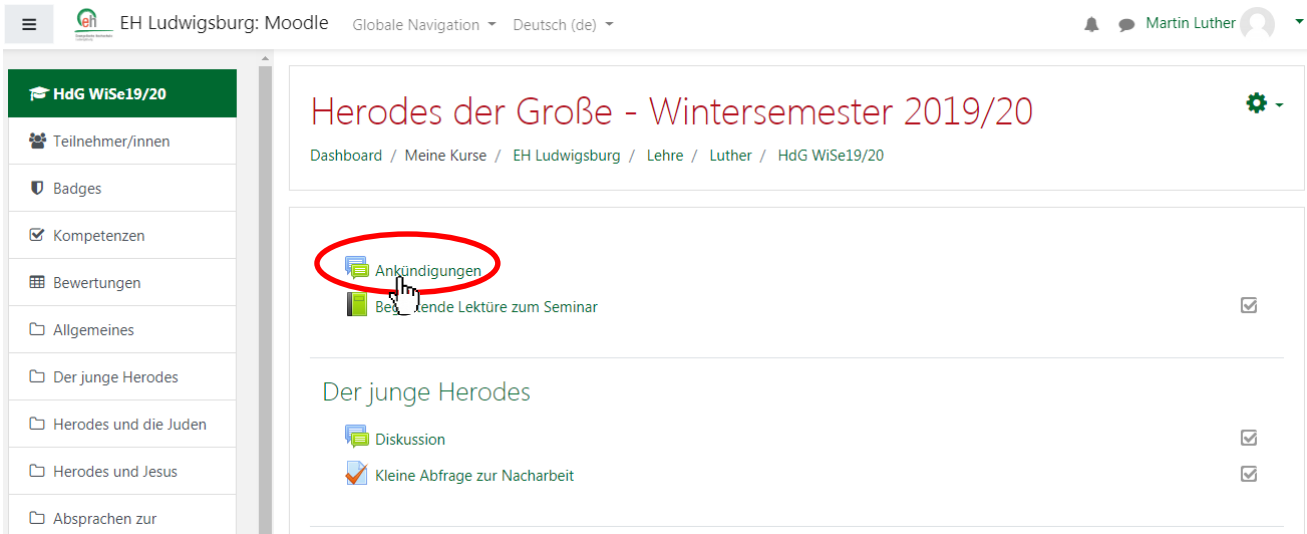 EH Ludwigsburg: Moodle Globale Navigation Deutsch (de) Martin Luther
HdG WiSe19/20
Teilnehmer/innen
Badges
Kompetenzen
Bewertungen
Allgemeines
Der junge Herodes
Herodes und die Juden
Herodes und Jesus
Absprachen zur
Herodes der Große - Wintersemester 2019/20
Dashboard / Meine Kurse / EH Ludwigsburg / Lehre / Luther / HdG WiSe19/20
Ankündigungen
Lektüre zum Seminar
Der junge Herodes
Diskussion
Kleine Abfrage zur Nacharbeit